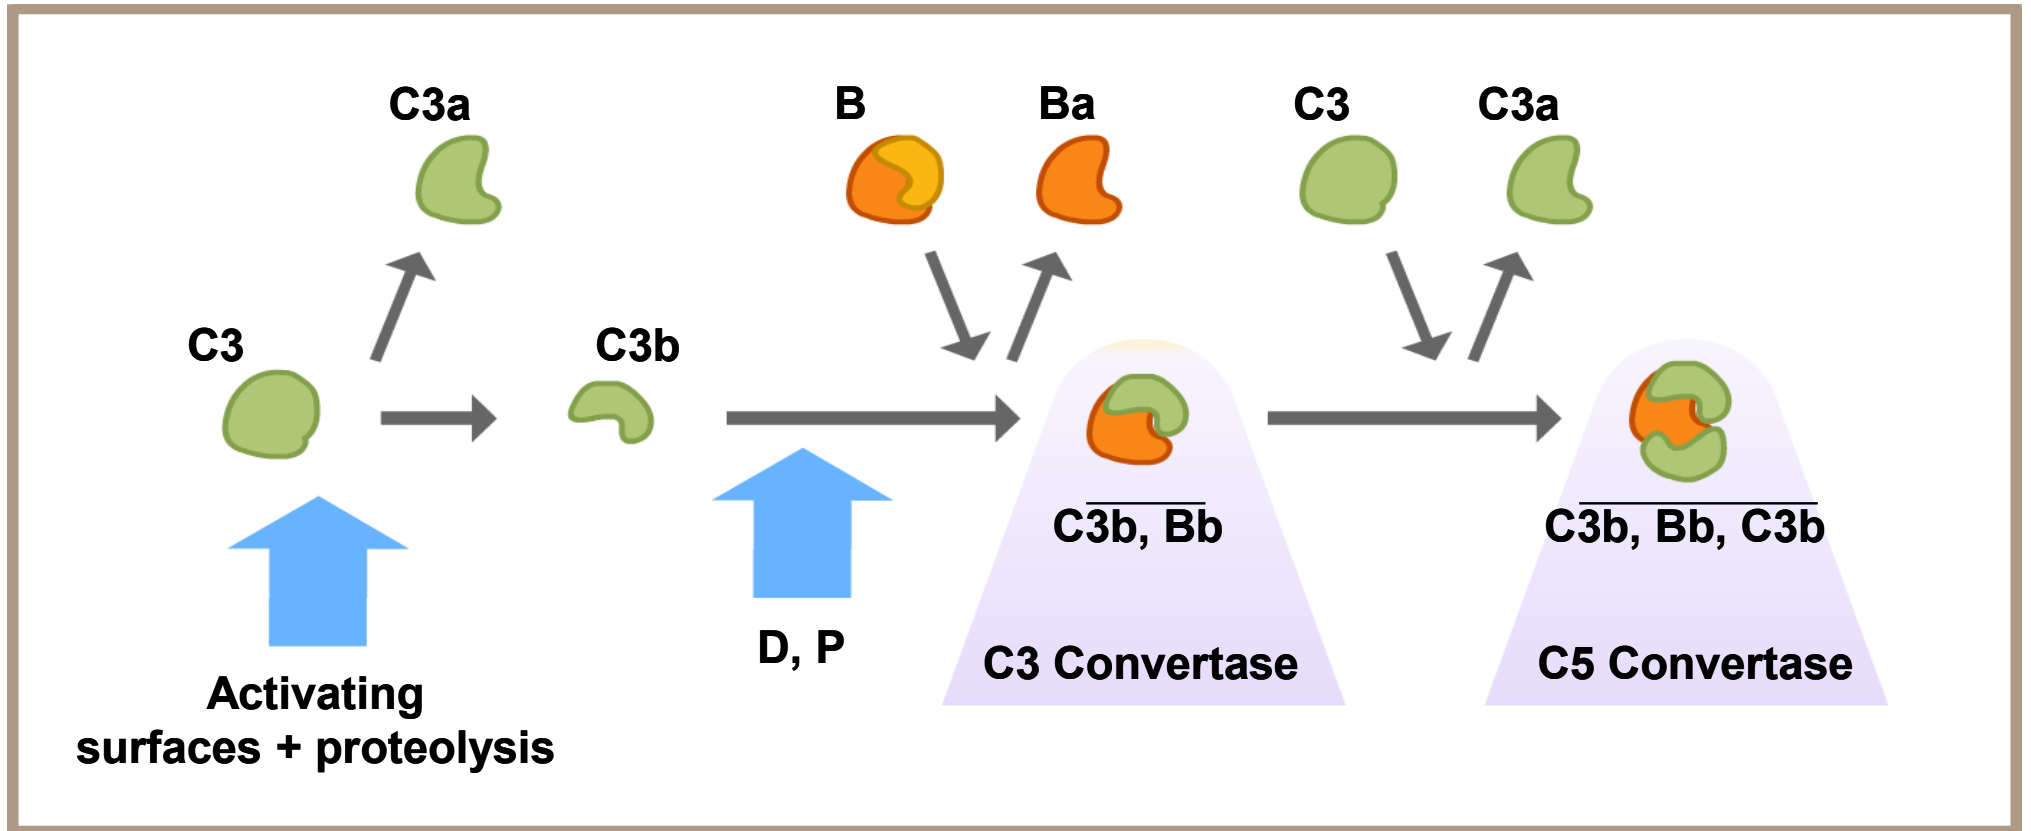 C3a
B
Ba
C3
C3a
C3
C3b
C3b, Bb
C3b, Bb, C3b
D, P
C3 Convertase
C5 Convertase
Activating
surfaces + proteolysis